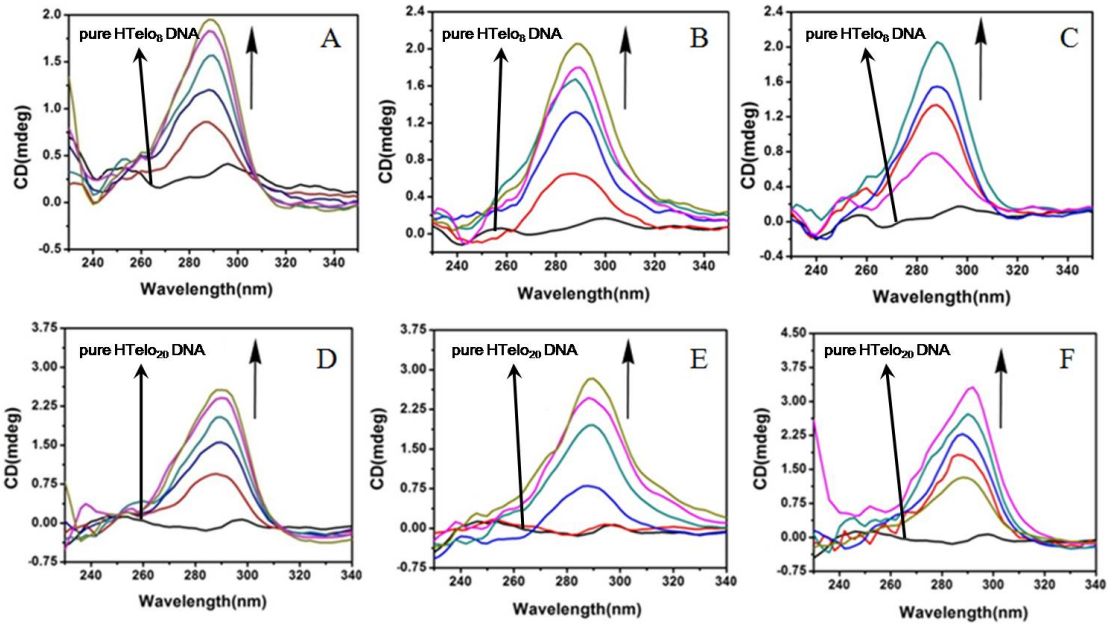 pure HTelo8 DNA
A
CD(mdeg)
2.0
1.5
1.0
0.5
0.0
-0.5
240 260 280 300 320 340
Wavelength(nm)
pure HTelo8 DNA
B
CD(mdeg)
2.4
2.0
1.6
1.2
0.8
0.4
0.0
230 240 260 280 300 320 340
Wavelength(nm)
pure HTelo8 DNA
C
CD(mdeg)
2.4
2.0
1.6
1.2
0.8
0.4
0.0
-0.4
240 260 280 300 320 340
Wavelength(nm)
pure HTelo20 DNA
D
CD(mdeg)
3.75
3.00
2.25
1.50
0.75
0.00
-0.75
240 260 280 300 320 340
Wavelength(nm)
pure HTelo20 DNA
E
CD(mdeg)
3.75
3.00
2.25
1.50
0.75
0.00
-0.75
230 240 260 280 300 320 340
Wavelength(nm)
pure HTelo20 DNA
F
CD(mdeg)
4.50
3.75
3.00
2.25
1.50
0.75
0.00
-0.75
240 260 280 300 320 340
Wavelength(nm)